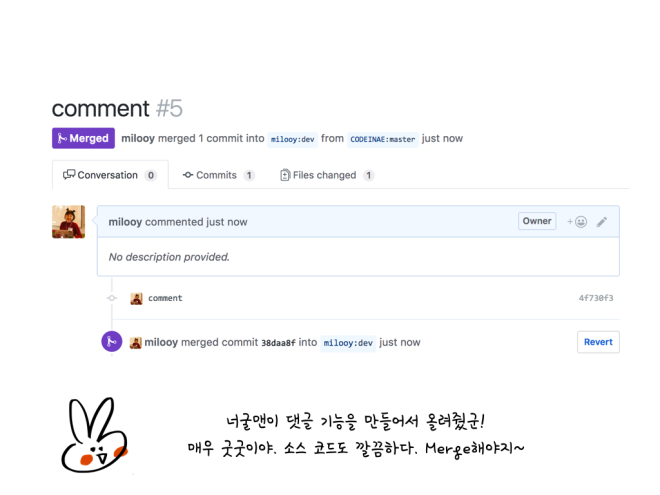 comment #5
Merged milooy merged 1 commit into milooy:dev from CODEINAE:master just now
Conversation 0 Commits 1 Files changed 1
milooy commented just now Owner
No description provided.
comment 4f730f3
milooy merged commit 38daa8f into milooy:dev just now Revert
너굴맨이 댓글 기능을 만들어서 올려줬군!
매우 굿굿이야. 소스 코드도 깔끔하다. Merge해야지~